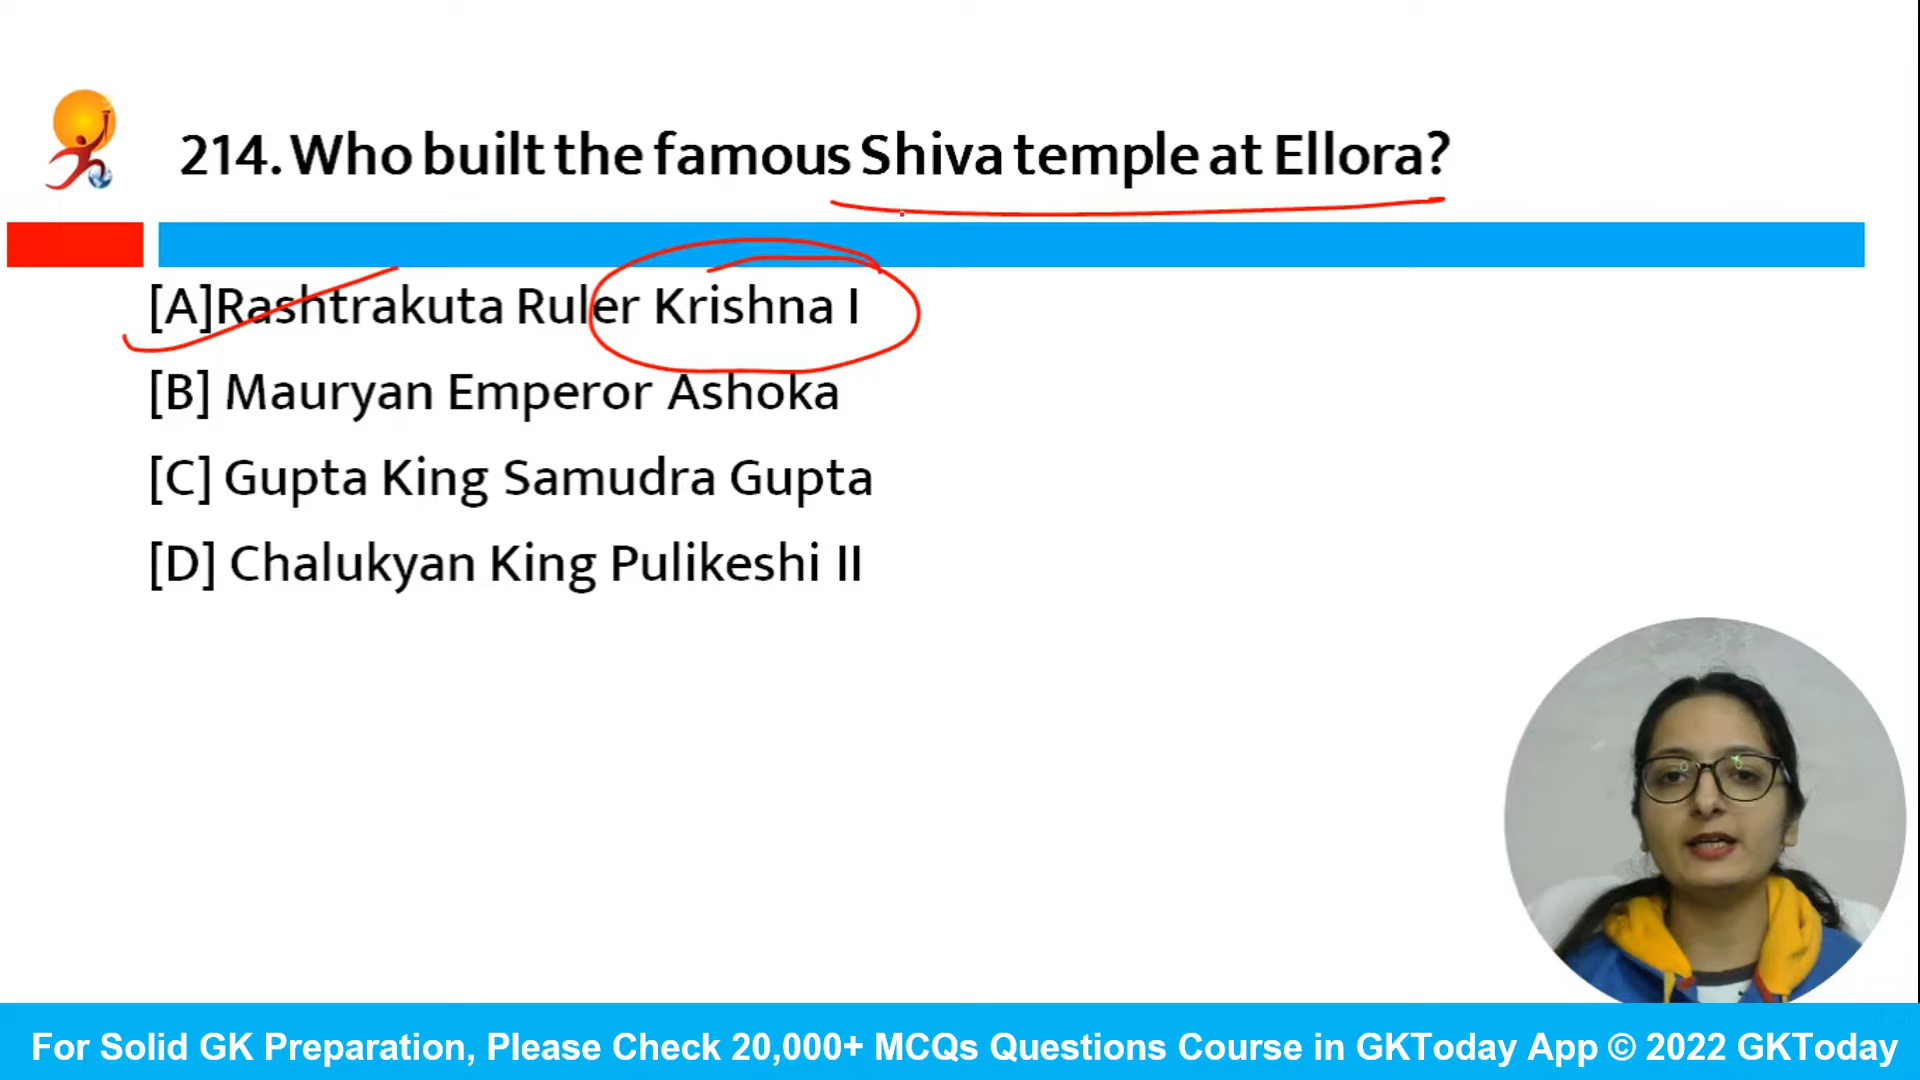 214. Who built the famous Shiva temple at Ellora?
[A]Rashtrakuta Ruler Krishna I
[B] Mauryan Emperor Ashoka
[C] Gupta King Samudra Gupta
[D] Chalukyan King Pulikeshi II
For Solid GK Preparation, Please Check 20,000+ MCQs Questions Course in GKToday App © 2022 GKToday